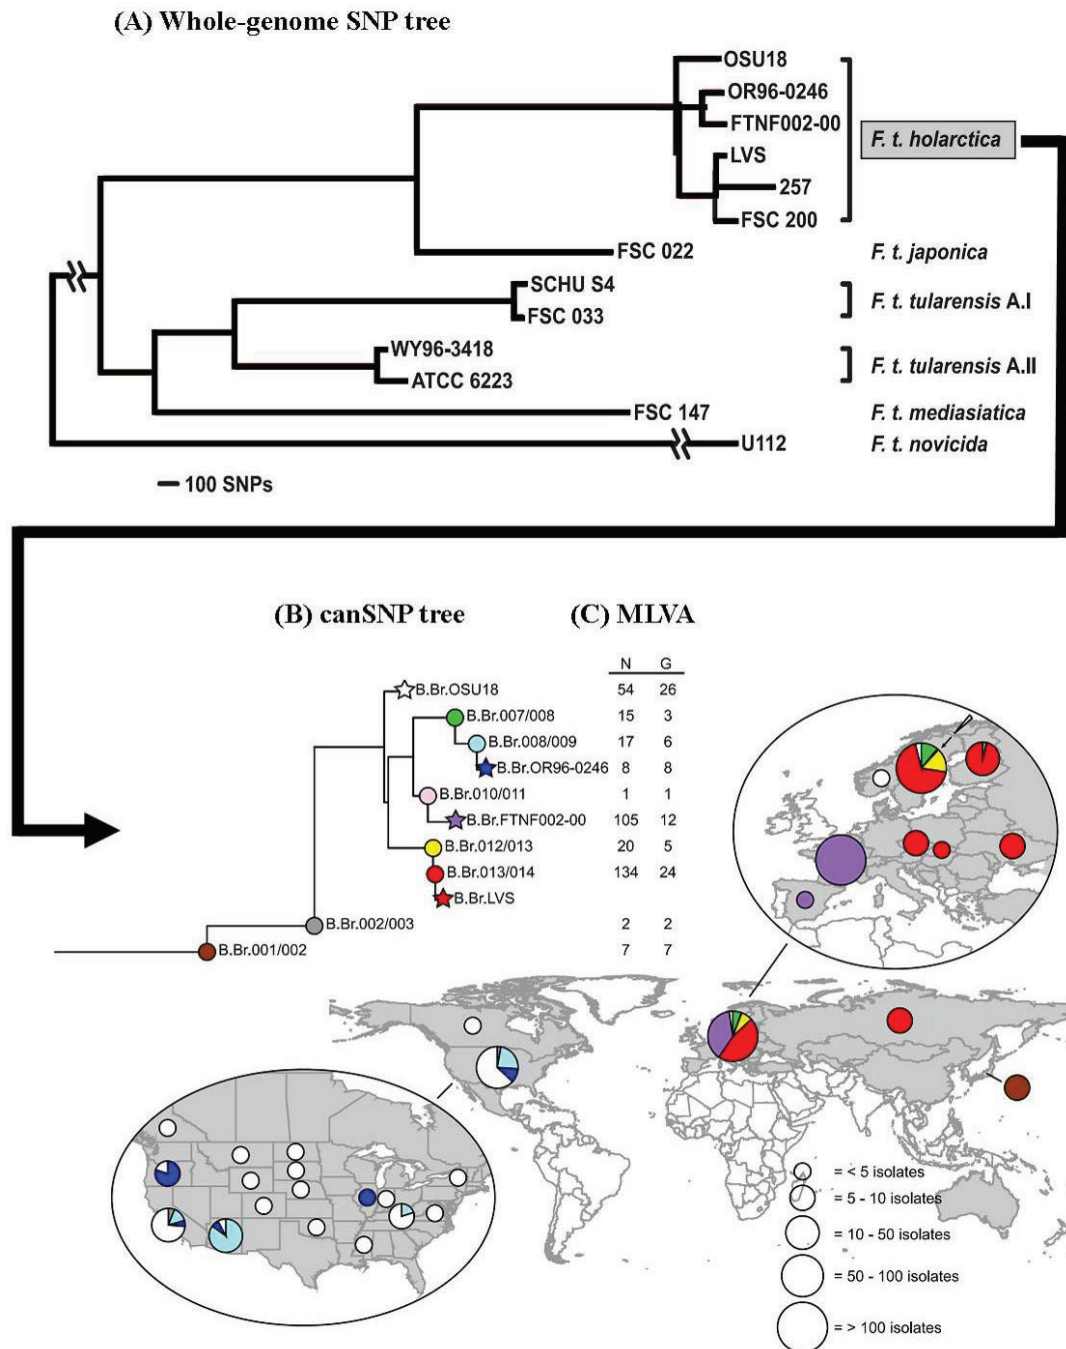 (A) Whole-genome SNP tree
OSU18
OR96-0246
FTNF002-00
F. t. holarctica
LVS
257
FSC 200
FSC 022
F. t. japonica
SCHU S4
FSC 033
F. t. tularensis A.I
WY96-3418
ATCC 6223
F. t. tularensis A.II
FSC 147
F. t. mediasiatica
U112
F. t. novicida
100 SNPs
(B) canSNP tree
(C) MLVA
N G
B.Br.OSU18 54 26
B.Br.007/008 15 3
B.Br.008/009 17 6
B.Br.OR96-0246 8 8
B.Br.010/011 1 1
B.Br.FTNF002-00 105 12
B.Br.012/013 20 5
B.Br.013/014 134 24
B.Br.LVS
B.Br.002/003 2 2
B.Br.001/002 7 7
= < 5 isolates
= 5 - 10 isolates
= 10 - 50 isolates
= 50 - 100 isolates
= > 100 isolates